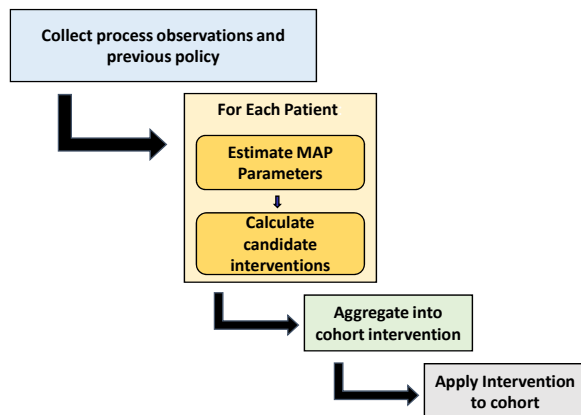 Collect process observations and
previous policy
For Each Patient
Estimate MAP
Parameters
Calculate
candidate
interventions
Aggregate into
cohort intervention
Apply Intervention
to cohort